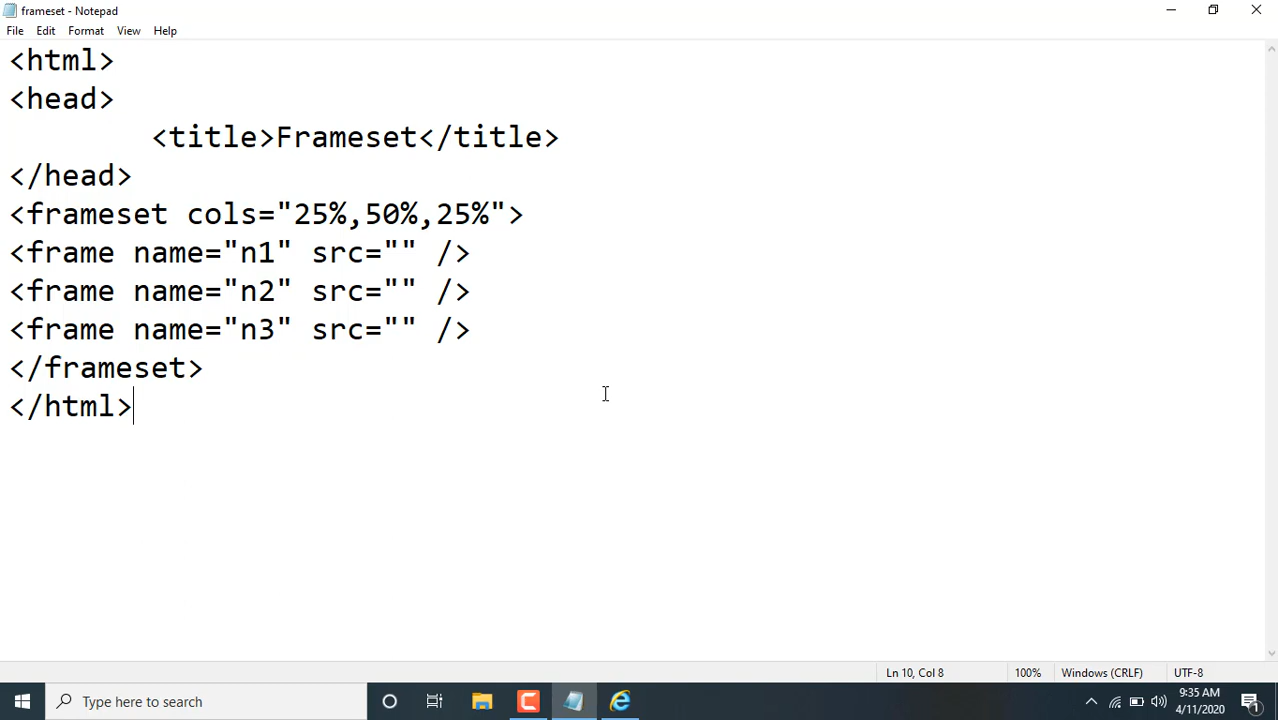 frameset - Notepad
File Edit Format View Help
<html>
<head>
<title>Frameset</title>
</head>
<frameset cols="25%,50%,25%">
<frame name="n1" src="" />
<frame name="n2" src="" />
<frame name="n3" src="" />
</frameset>
</html>
Ln 10, Col 8 100% Windows (CRLF) UTF-8
Type here to search
9:35 AM
4/11/2020
1